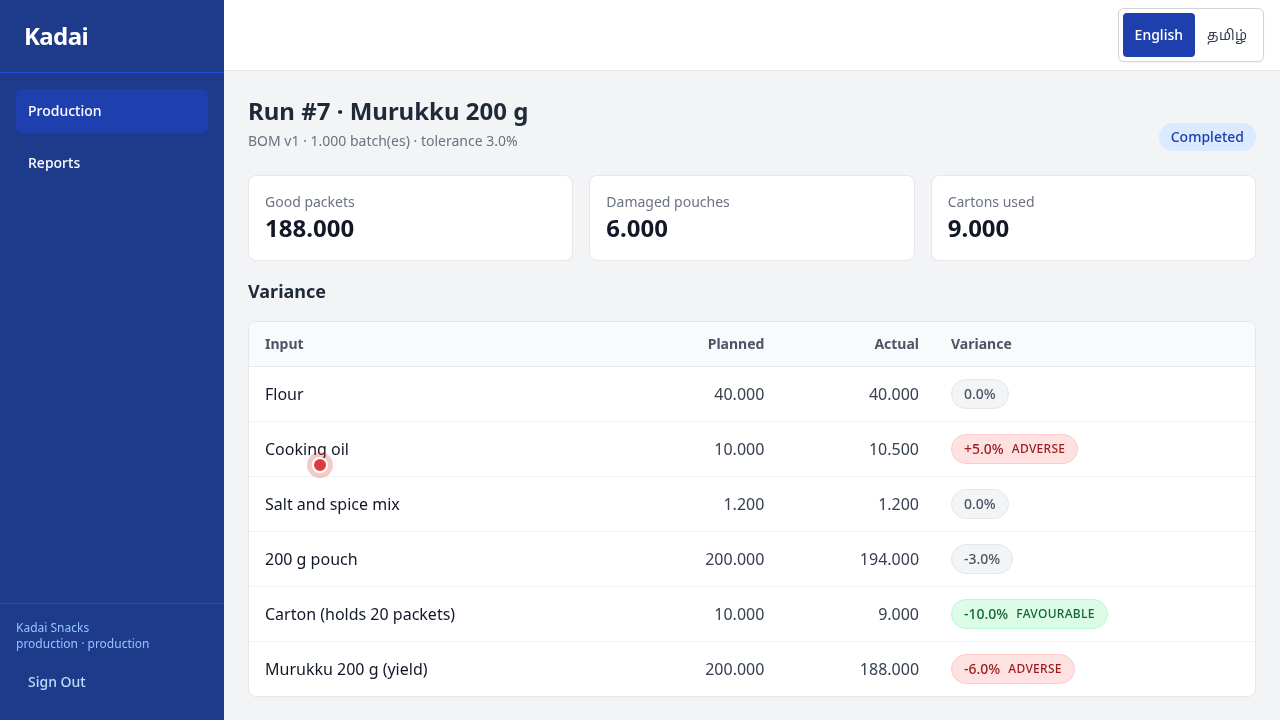 Kadai
English
தமிழ்
Production
Reports
Run #7 · Murukku 200 g
BOM v1 · 1.000 batch(es) · tolerance 3.0%
Completed
Good packets
188.000
Damaged pouches
6.000
Cartons used
9.000
Variance
Input Planned Actual Variance
Flour 40.000 40.000 0.0%
Cooking oil 10.000 10.500 +5.0% ADVERSE
Salt and spice mix 1.200 1.200 0.0%
200 g pouch 200.000 194.000 -3.0%
Carton (holds 20 packets) 10.000 9.000 -10.0% FAVOURABLE
Murukku 200 g (yield) 200.000 188.000 -6.0% ADVERSE
Kadai Snacks
production · production
Sign Out